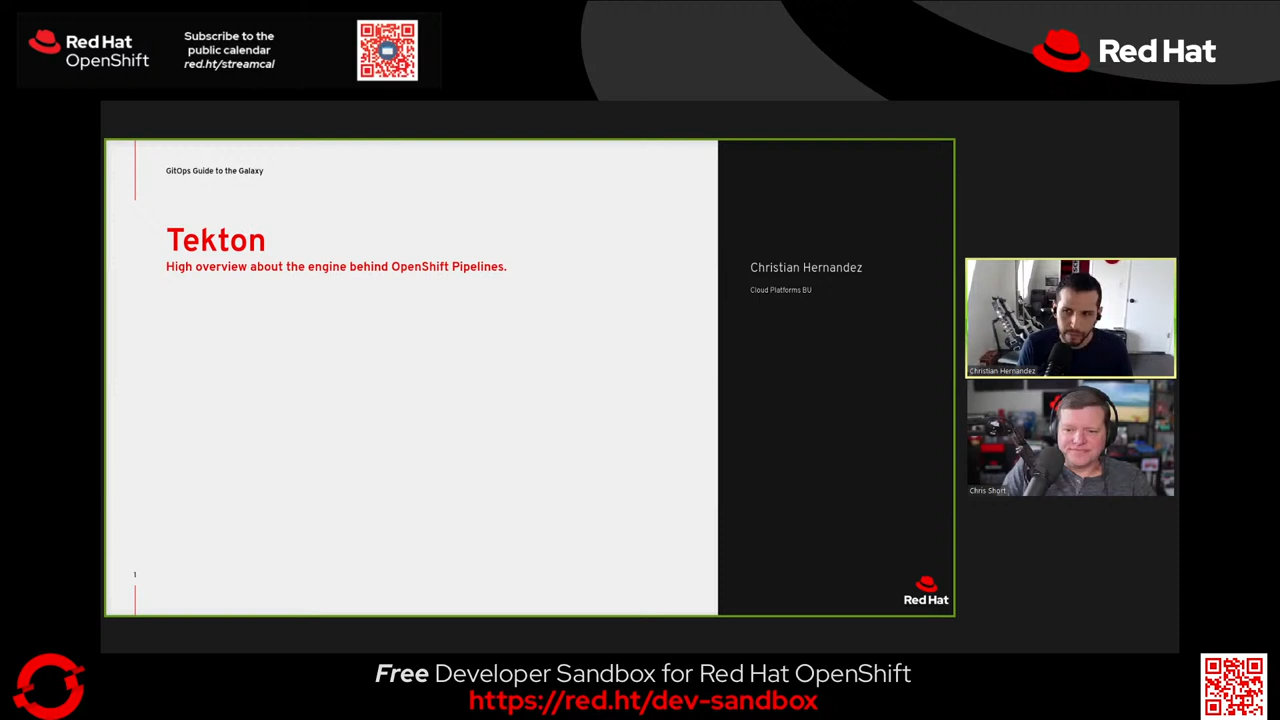 Red Hat
OpenShift
Subscribe to the
public calendar
red.ht/streamcal
Red Hat
GitOps Guide to the Galaxy
Tekton
High overview about the engine behind OpenShift Pipelines.
Christian Hernandez
Cloud Platforms BU
Christian Hernandez
Chris Short
1
Red Hat
Free Developer Sandbox for Red Hat OpenShift
https://red.ht/dev-sandbox